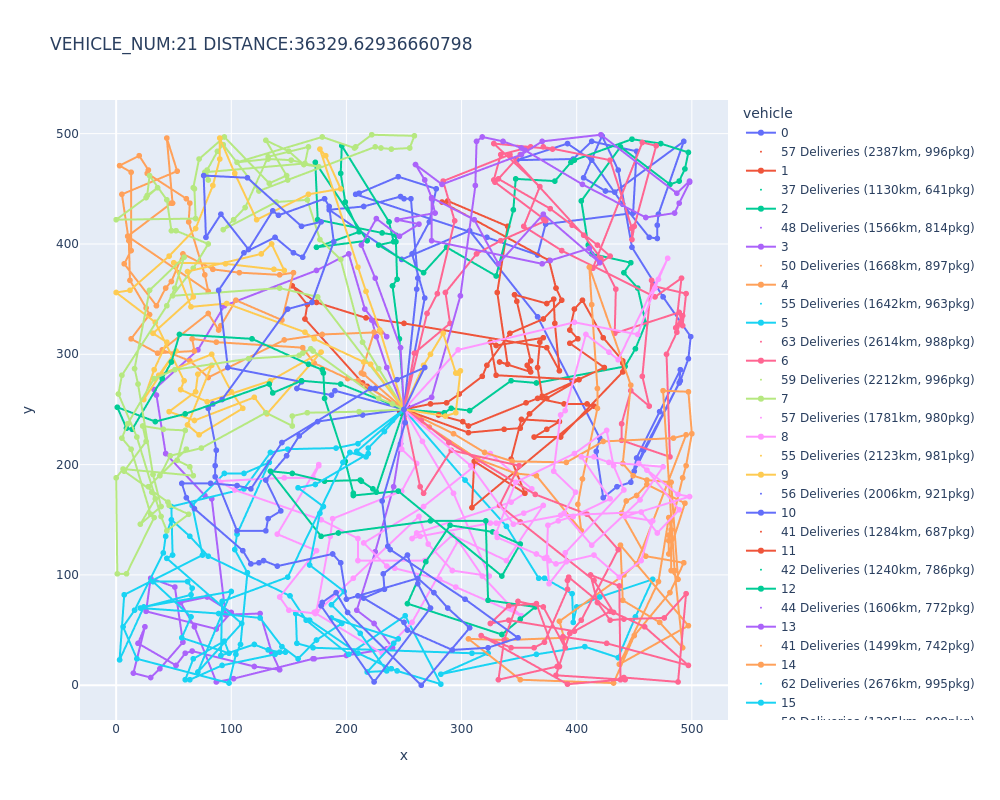 VEHICLE_NUM:21 DISTANCE:36329.62936660798
vehicle
0
57 Deliveries (2387km, 996pkg)
1
37 Deliveries (1130km, 641pkg)
2
48 Deliveries (1566km, 814pkg)
3
50 Deliveries (1668km, 897pkg)
4
55 Deliveries (1642km, 963pkg)
5
63 Deliveries (2614km, 988pkg)
6
59 Deliveries (2212km, 996pkg)
7
57 Deliveries (1781km, 980pkg)
8
55 Deliveries (2123km, 981pkg)
9
56 Deliveries (2006km, 921pkg)
10
41 Deliveries (1284km, 687pkg)
11
42 Deliveries (1240km, 786pkg)
12
44 Deliveries (1606km, 772pkg)
13
41 Deliveries (1499km, 742pkg)
14
62 Deliveries (2676km, 995pkg)
15
500
400
300
200
100
0
y
0
100
200
300
400
500
x